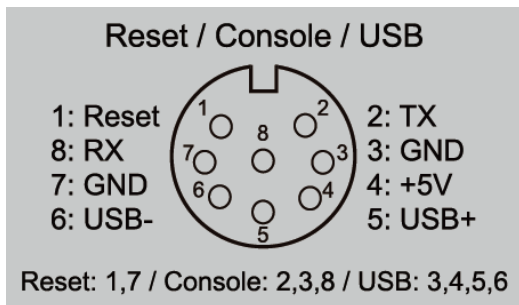 Reset / Console / USB
1: Reset
8: RX
7: GND
6: USB-
1
2
8
7
3
6
4
5
2: TX
3: GND
4: +5V
5: USB+
Reset: 1,7 / Console: 2,3,8 / USB: 3,4,5,6